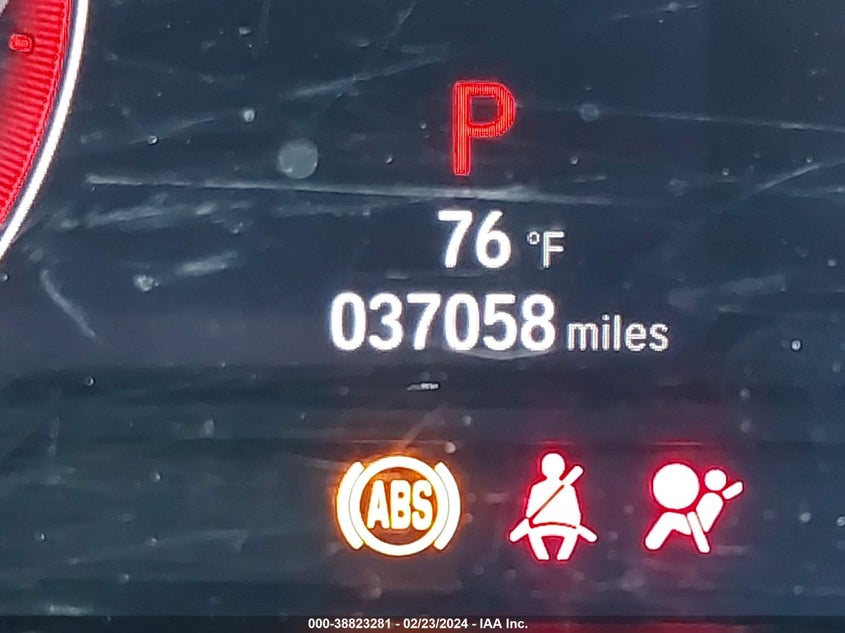 P
76 °F
037058 miles
ABS
000-38823281 - 02/23/2024 - IAA Inc.